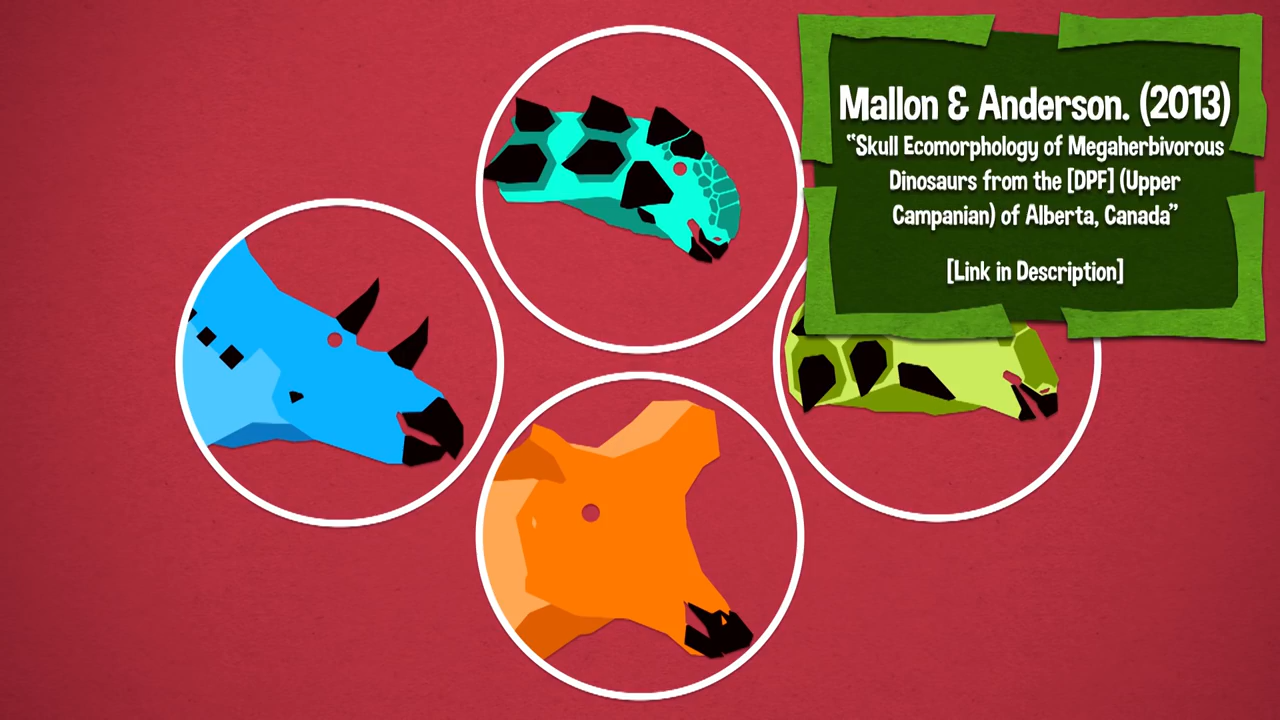 Mallon & Anderson. (2013)
“Skull Ecomorphology of Megaherbivorous
Dinosaurs from the [DPF] (Upper
Campanian) of Alberta, Canada”
[Link in Description]